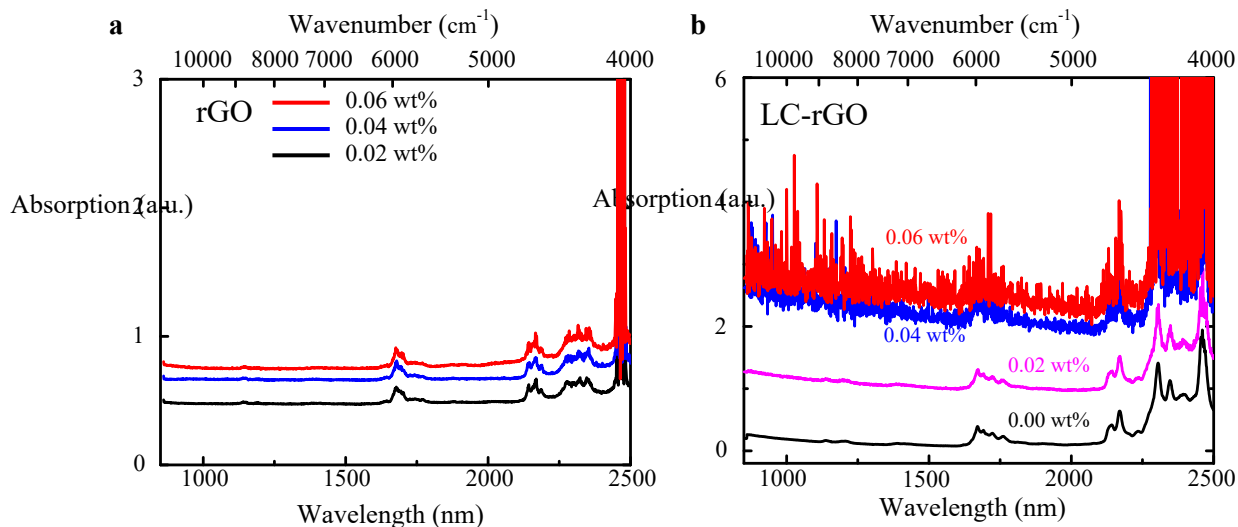 a
Wavenumber (cm-1)
10000 8000 7000 6000 5000 4000
3
2
1
0
rGO
0.06 wt%
0.04 wt%
0.02 wt%
Absorption (a.u.)
1000 1500 2000 2500
Wavelength (nm)
b
Wavenumber (cm-1)
10000 8000 7000 6000 5000 4000
6
4
2
0
LC-rGO
Absorption (a.u.)
0.06 wt%
0.04 wt%
0.02 wt%
0.00 wt%
1000 1500 2000 2500
Wavelength (nm)